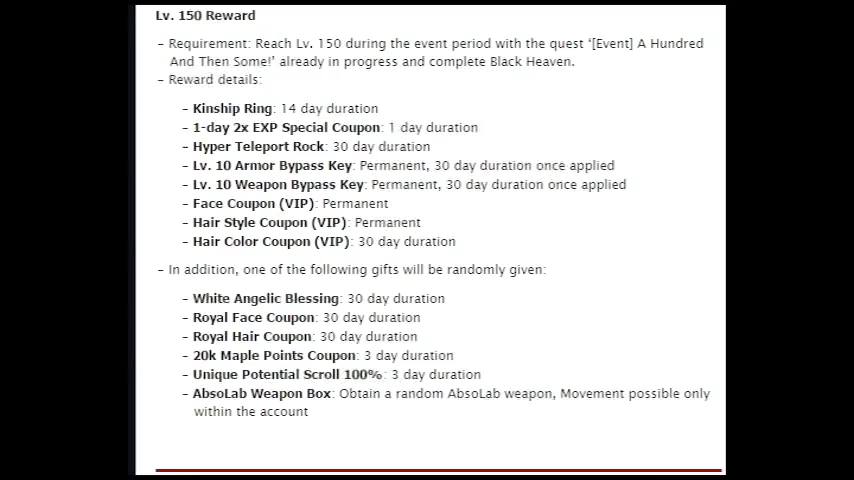 Lv. 150 Reward
- Requirement: Reach Lv. 150 during the event period with the quest ‘[Event] A Hundred
And Then Some!’ already in progress and complete Black Heaven.
- Reward details:
- Kinship Ring: 14 day duration
- 1-day 2x EXP Special Coupon: 1 day duration
- Hyper Teleport Rock: 30 day duration
- Lv. 10 Armor Bypass Key: Permanent, 30 day duration once applied
- Lv. 10 Weapon Bypass Key: Permanent, 30 day duration once applied
- Face Coupon (VIP): Permanent
- Hair Style Coupon (VIP): Permanent
- Hair Color Coupon (VIP): 30 day duration
- In addition, one of the following gifts will be randomly given:
- White Angelic Blessing: 30 day duration
- Royal Face Coupon: 30 day duration
- Royal Hair Coupon: 30 day duration
- 20k Maple Points Coupon: 3 day duration
- Unique Potential Scroll 100%: 3 day duration
- AbsoLab Weapon Box: Obtain a random AbsoLab weapon, Movement possible only
within the account